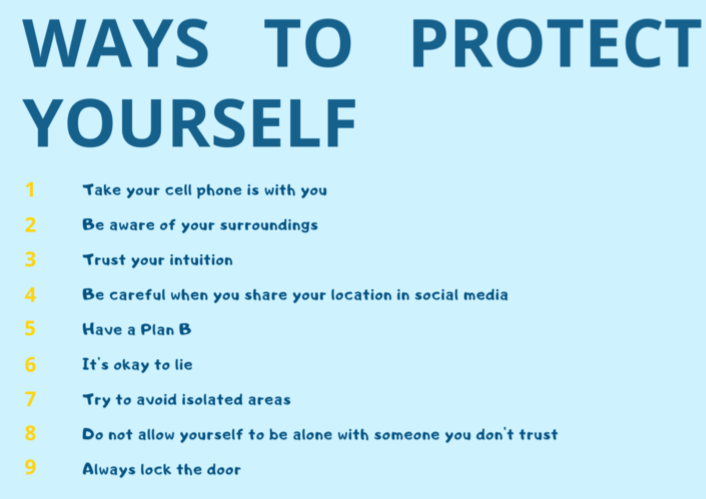 WAYS TO PROTECT
YOURSELF
1 Take your cell phone is with you
2 Be aware of your surroundings
3 Trust your intuition
4 Be careful when you share your location in social media
5 Have a Plan B
6 It's okay to lie
7 Try to avoid isolated areas
8 Do not allow yourself to be alone with someone you don't trust
9 Always lock the door